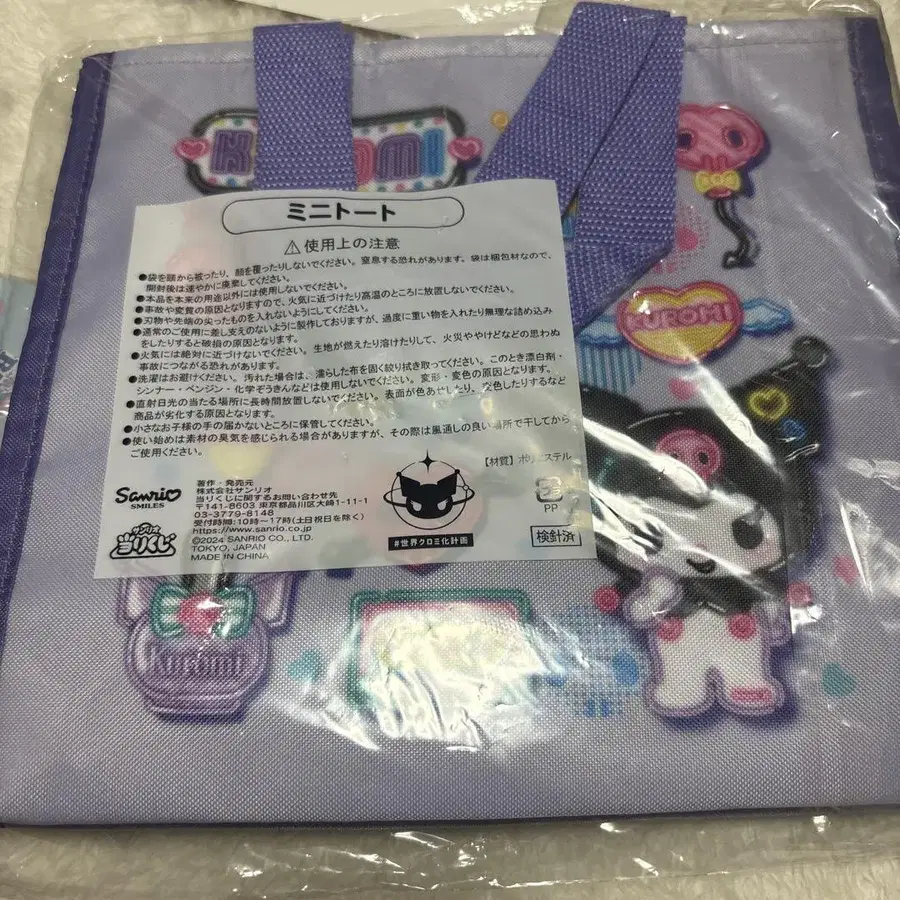 KUROMI
ミニトート
⚠使用上の注意
●袋を頭から被ったり、顔を覆ったりしないでください。窒息する恐れがあります。袋は梱包材なので、
開封後は速やかに廃棄してください。
●本品を本来の用途以外には使用しないでください。
●事故や変質の原因となりますので、火気に近づけたり高温のところに放置しないでください。
●刃物や先端の尖ったものを入れないようにしてください。
●通常のご使用に差し支えのないように製作しておりますが、過度に重い物を入れたり無理な詰め込み
をしたりすると破損の原因となります。
●火気には絶対に近づけないでください。生地が燃えたり溶けたりして、火災ややけどなどの思わぬ
事故につながる恐れがあります。
●洗濯はお避けください。汚れた場合は、濡らした布を固く絞り拭き取ってください。このとき漂白剤・
シンナー・ベンジン・化学ぞうきんなどは使用しないでください。変形・変色の原因となります。
●直射日光の当たる場所に長時間放置しないでください。表面が色あせしたり、変色したりするなど
商品が劣化する原因となります。
●小さなお子様の手の届かないところに保管してください。
●使い始めは素材の臭気を感じられる場合がありますが、その際は風通しの良い場所で干してから
ご使用ください。
【材質】ポリエステル
Sanrio
SMILES
サンリオ
当りくじ
著作・発売元
株式会社サンリオ
当りくじに関するお問い合わせ先
〒141-8603 東京都品川区大崎1-11-1
03-3779-8148
受付時間:10時~17時(土日祝日を除く)
https://www.sanrio.co.jp
©2024 SANRIO CO., LTD.
TOKYO, JAPAN
MADE IN CHINA
#世界クロミ化計画
プラ
PP
検針済
KUROMI
Kuromi